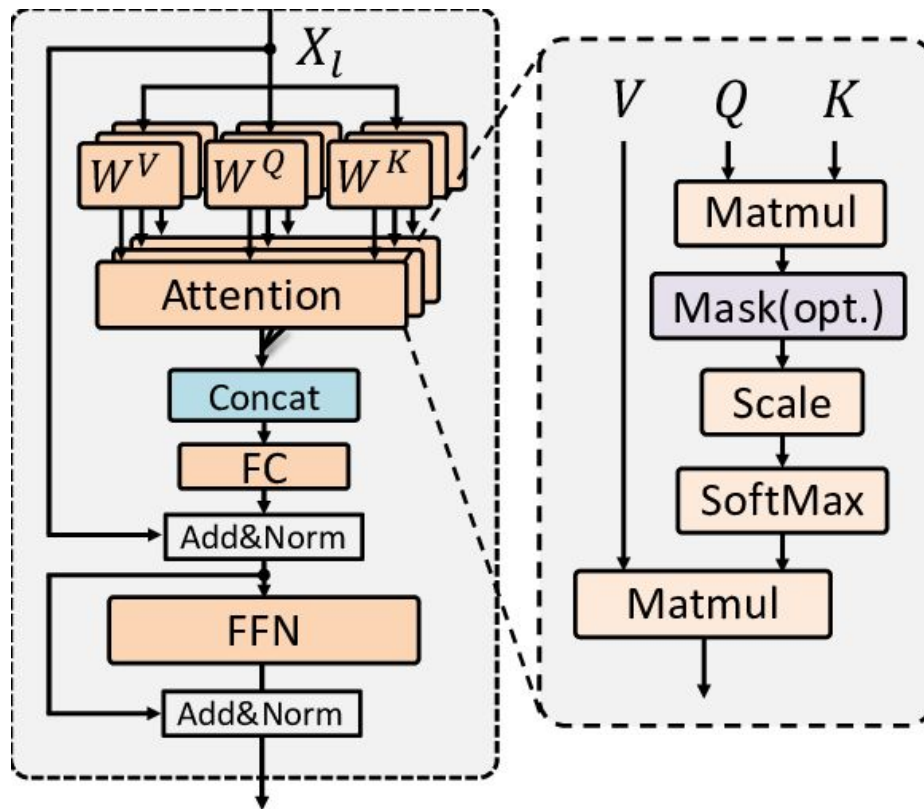 X_l
W^V W^Q W^K
Attention
Concat
FC
Add&Norm
FFN
Add&Norm
V Q K
Matmul
Mask(opt.)
Scale
SoftMax
Matmul